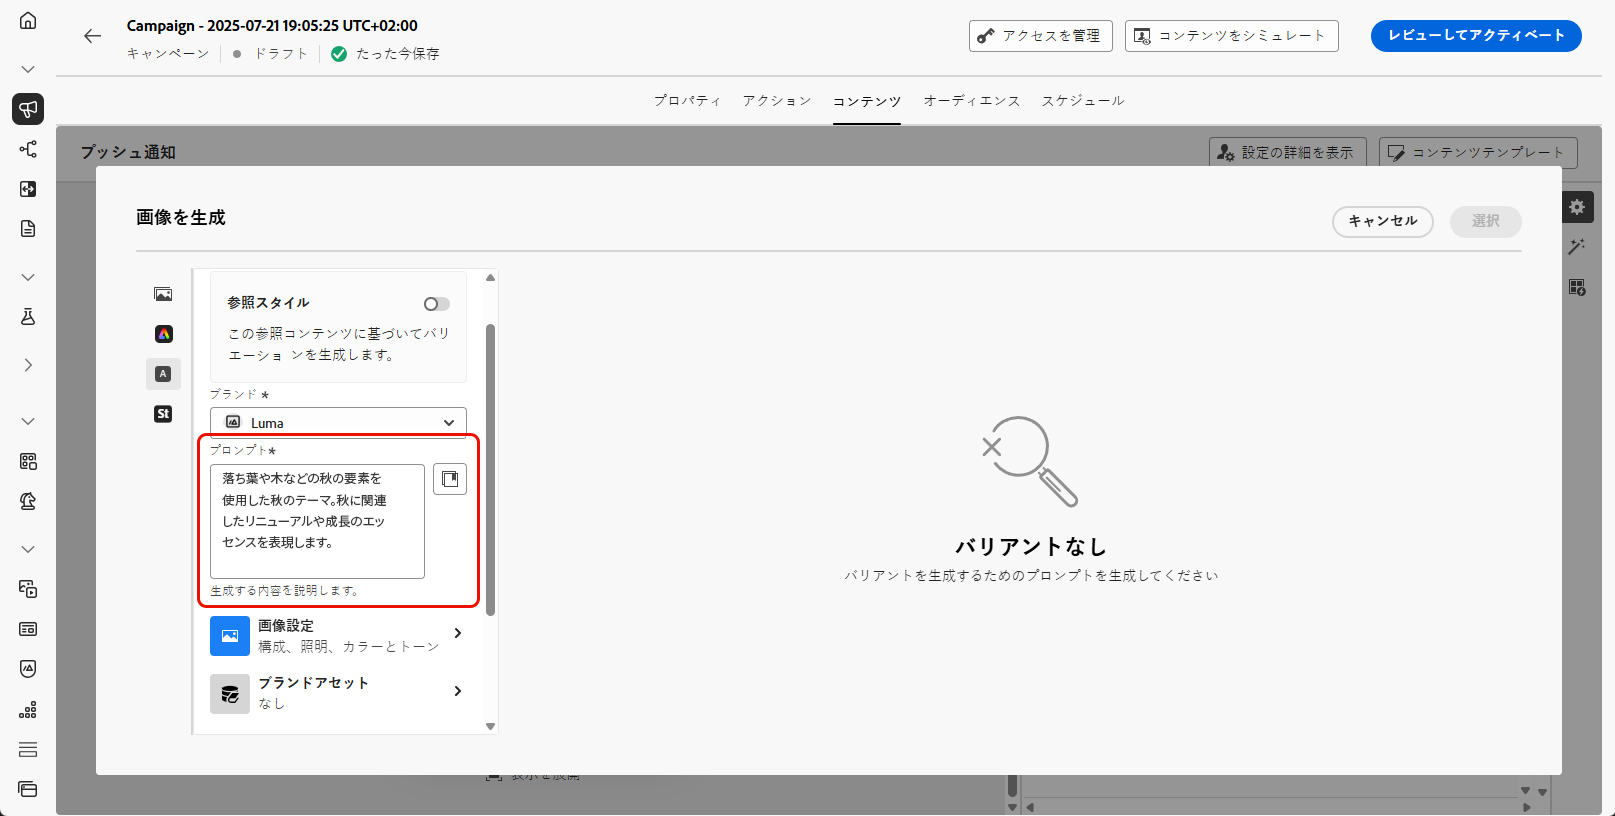 Campaign - 2025-07-21 19:05:25 UTC+02:00
キャンペーン
ドラフト
たった今保存
アクセスを管理
コンテンツをシミュレート
レビューしてアクティベート
プロパティ
アクション
コンテンツ
オーディエンス
スケジュール
プッシュ通知
設定の詳細を表示
コンテンツテンプレート
画像を生成
キャンセル
選択
参照スタイル
この参照コンテンツに基づいてバリ
エーショ ンを生成します。
ブランド *
Luma
プロンプト*
落ち葉や木などの秋の要素を
使用した秋のテーマ。秋に関連
したリニューアルや成長のエッ
センスを表現します。
生成する内容を説明します。
画像設定
構成、照明、カラーとトーン
ブランドアセット
なし
A
St
バリアントなし
バリアントを生成するためのプロンプトを生成してください